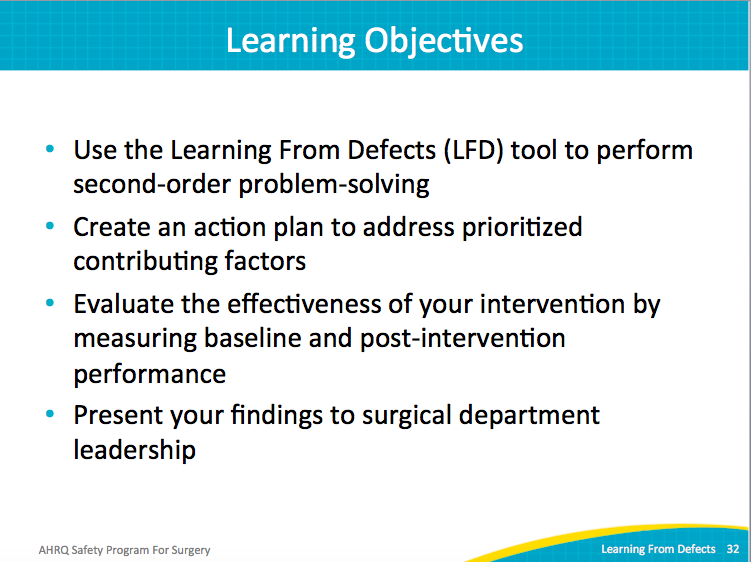 Learning Objectives
• Use the Learning From Defects (LFD) tool to perform
second-order problem-solving
• Create an action plan to address prioritized
contributing factors
• Evaluate the effectiveness of your intervention by
measuring baseline and post-intervention
performance
• Present your findings to surgical department
leadership
AHRQ Safety Program For Surgery
Learning From Defects 32